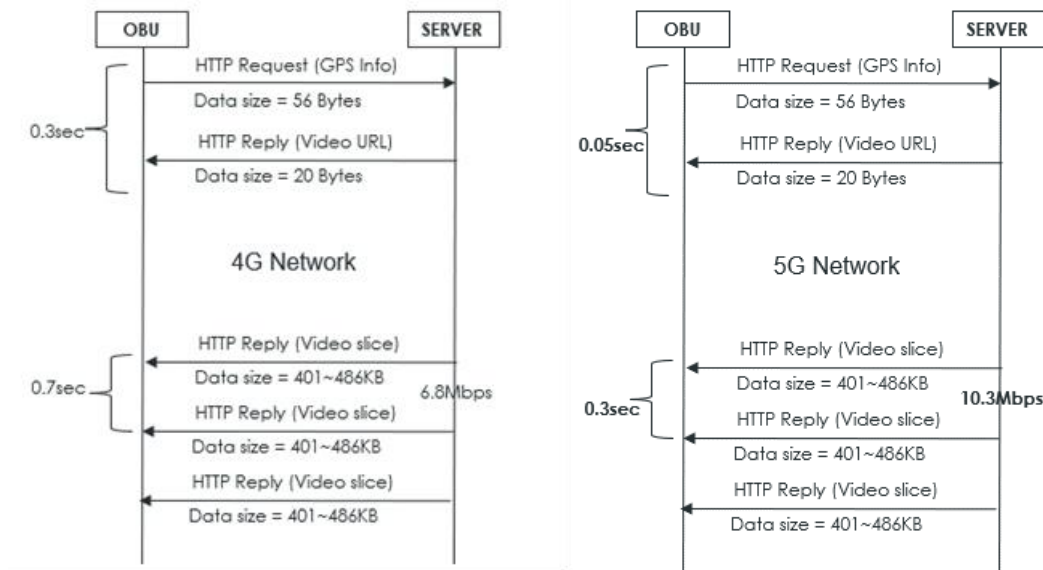 OBU
SERVER
HTTP Request (GPS Info)
Data size = 56 Bytes
0.3sec
HTTP Reply (Video URL)
Data size = 20 Bytes
4G Network
HTTP Reply (Video slice)
Data size = 401~486KB
0.7sec
6.8Mbps
HTTP Reply (Video slice)
Data size = 401~486KB
HTTP Reply (Video slice)
Data size = 401~486KB
OBU
SERVER
HTTP Request (GPS Info)
Data size = 56 Bytes
0.05sec
HTTP Reply (Video URL)
Data size = 20 Bytes
5G Network
HTTP Reply (Video slice)
Data size = 401~486KB
0.3sec
10.3Mbps
HTTP Reply (Video slice)
Data size = 401~486KB
HTTP Reply (Video slice)
Data size = 401~486KB